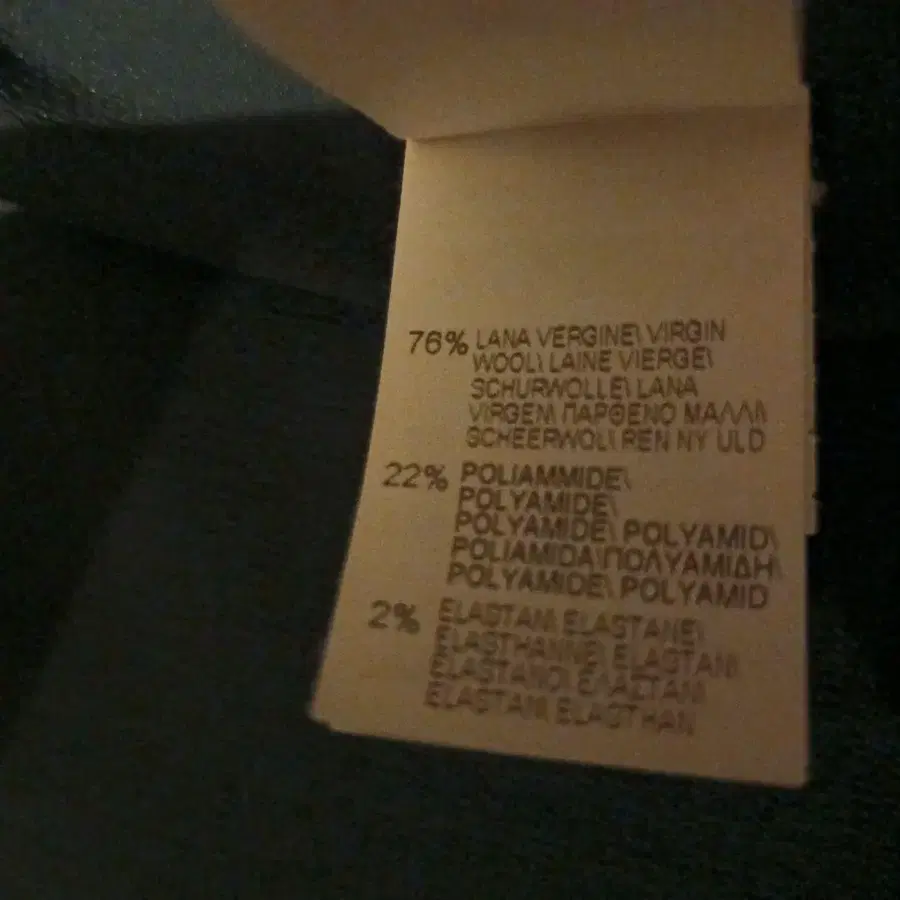 76% LANA VERGINE\ VIRGIN
WOOL\ LAINE VIERGE\
SCHURWOLLE\ LANA
VIRGEN\ ΠΑΡΘΕΝΟ ΜΑΛΛΙ\
SCHEERWOL\ REN NY ULD
22% POLIAMMIDE\
POLYAMIDE\
POLYAMIDE\ POLYAMID\
POLIAMIDA\ ΠΟΛΥΑΜΙΔΗ\
POLYAMIDE\ POLYAMID
2% ELASTAN\ ELASTANE\
ELASTHANNE\ ELASTAN\
ELASTANO\ ΕΛΑΣΤΑΝ\
ELASTAN\ ELASTHAN